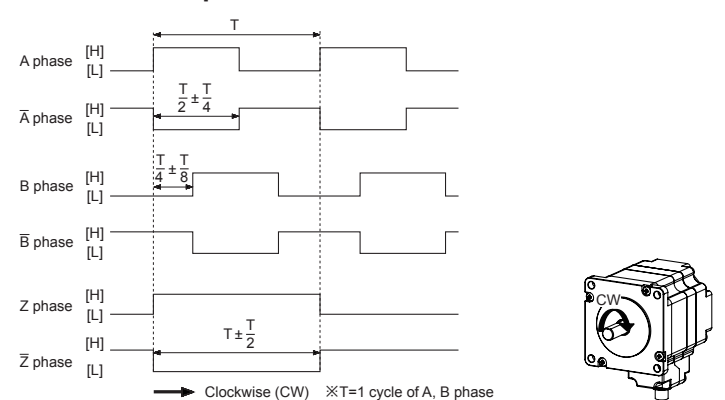 T
A phase [H]
[L]
A̅ phase [H]
[L]
T/2 ± T/4
T/4 ± T/8
B phase [H]
[L]
B̅ phase [H]
[L]
Z phase [H]
[L]
T ± T/2
Z̅ phase [H]
[L]
Clockwise (CW) ※T=1 cycle of A, B phase
CW